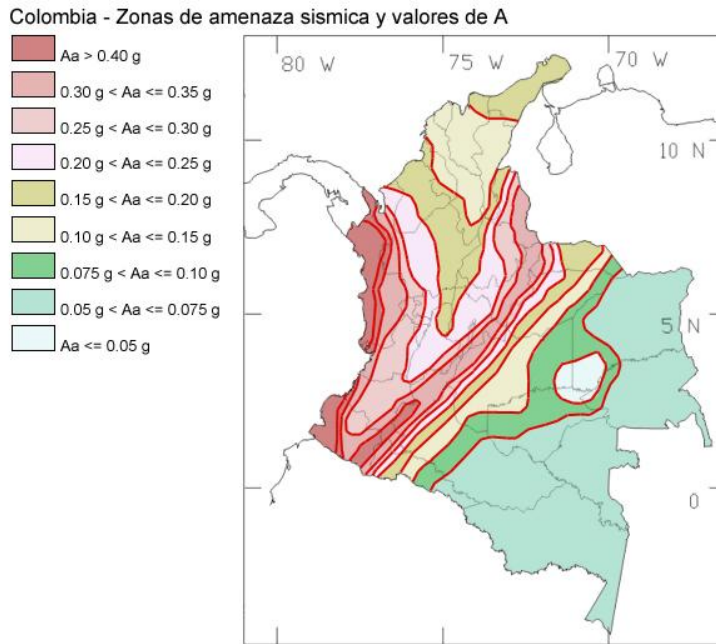 Colombia - Zonas de amenaza sismica y valores de A
Aa > 0.40 g
0.30 g < Aa <= 0.35 g
0.25 g < Aa <= 0.30 g
0.20 g < Aa <= 0.25 g
0.15 g < Aa <= 0.20 g
0.10 g < Aa <= 0.15 g
0.075 g < Aa <= 0.10 g
0.05 g < Aa <= 0.075 g
Aa <= 0.05 g
80 W
75 W
70 W
10 N
5 N
0